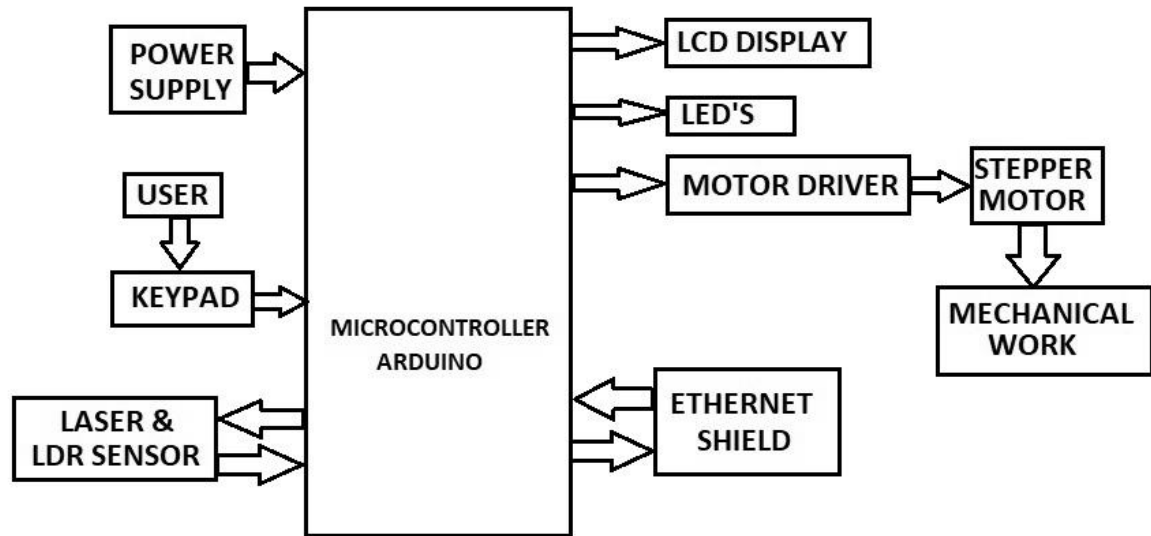 POWER
SUPPLY
USER
KEYPAD
LASER &
LDR SENSOR
MICROCONTROLLER
ARDUINO
LCD DISPLAY
LED'S
MOTOR DRIVER
STEPPER
MOTOR
MECHANICAL
WORK
ETHERNET
SHIELD